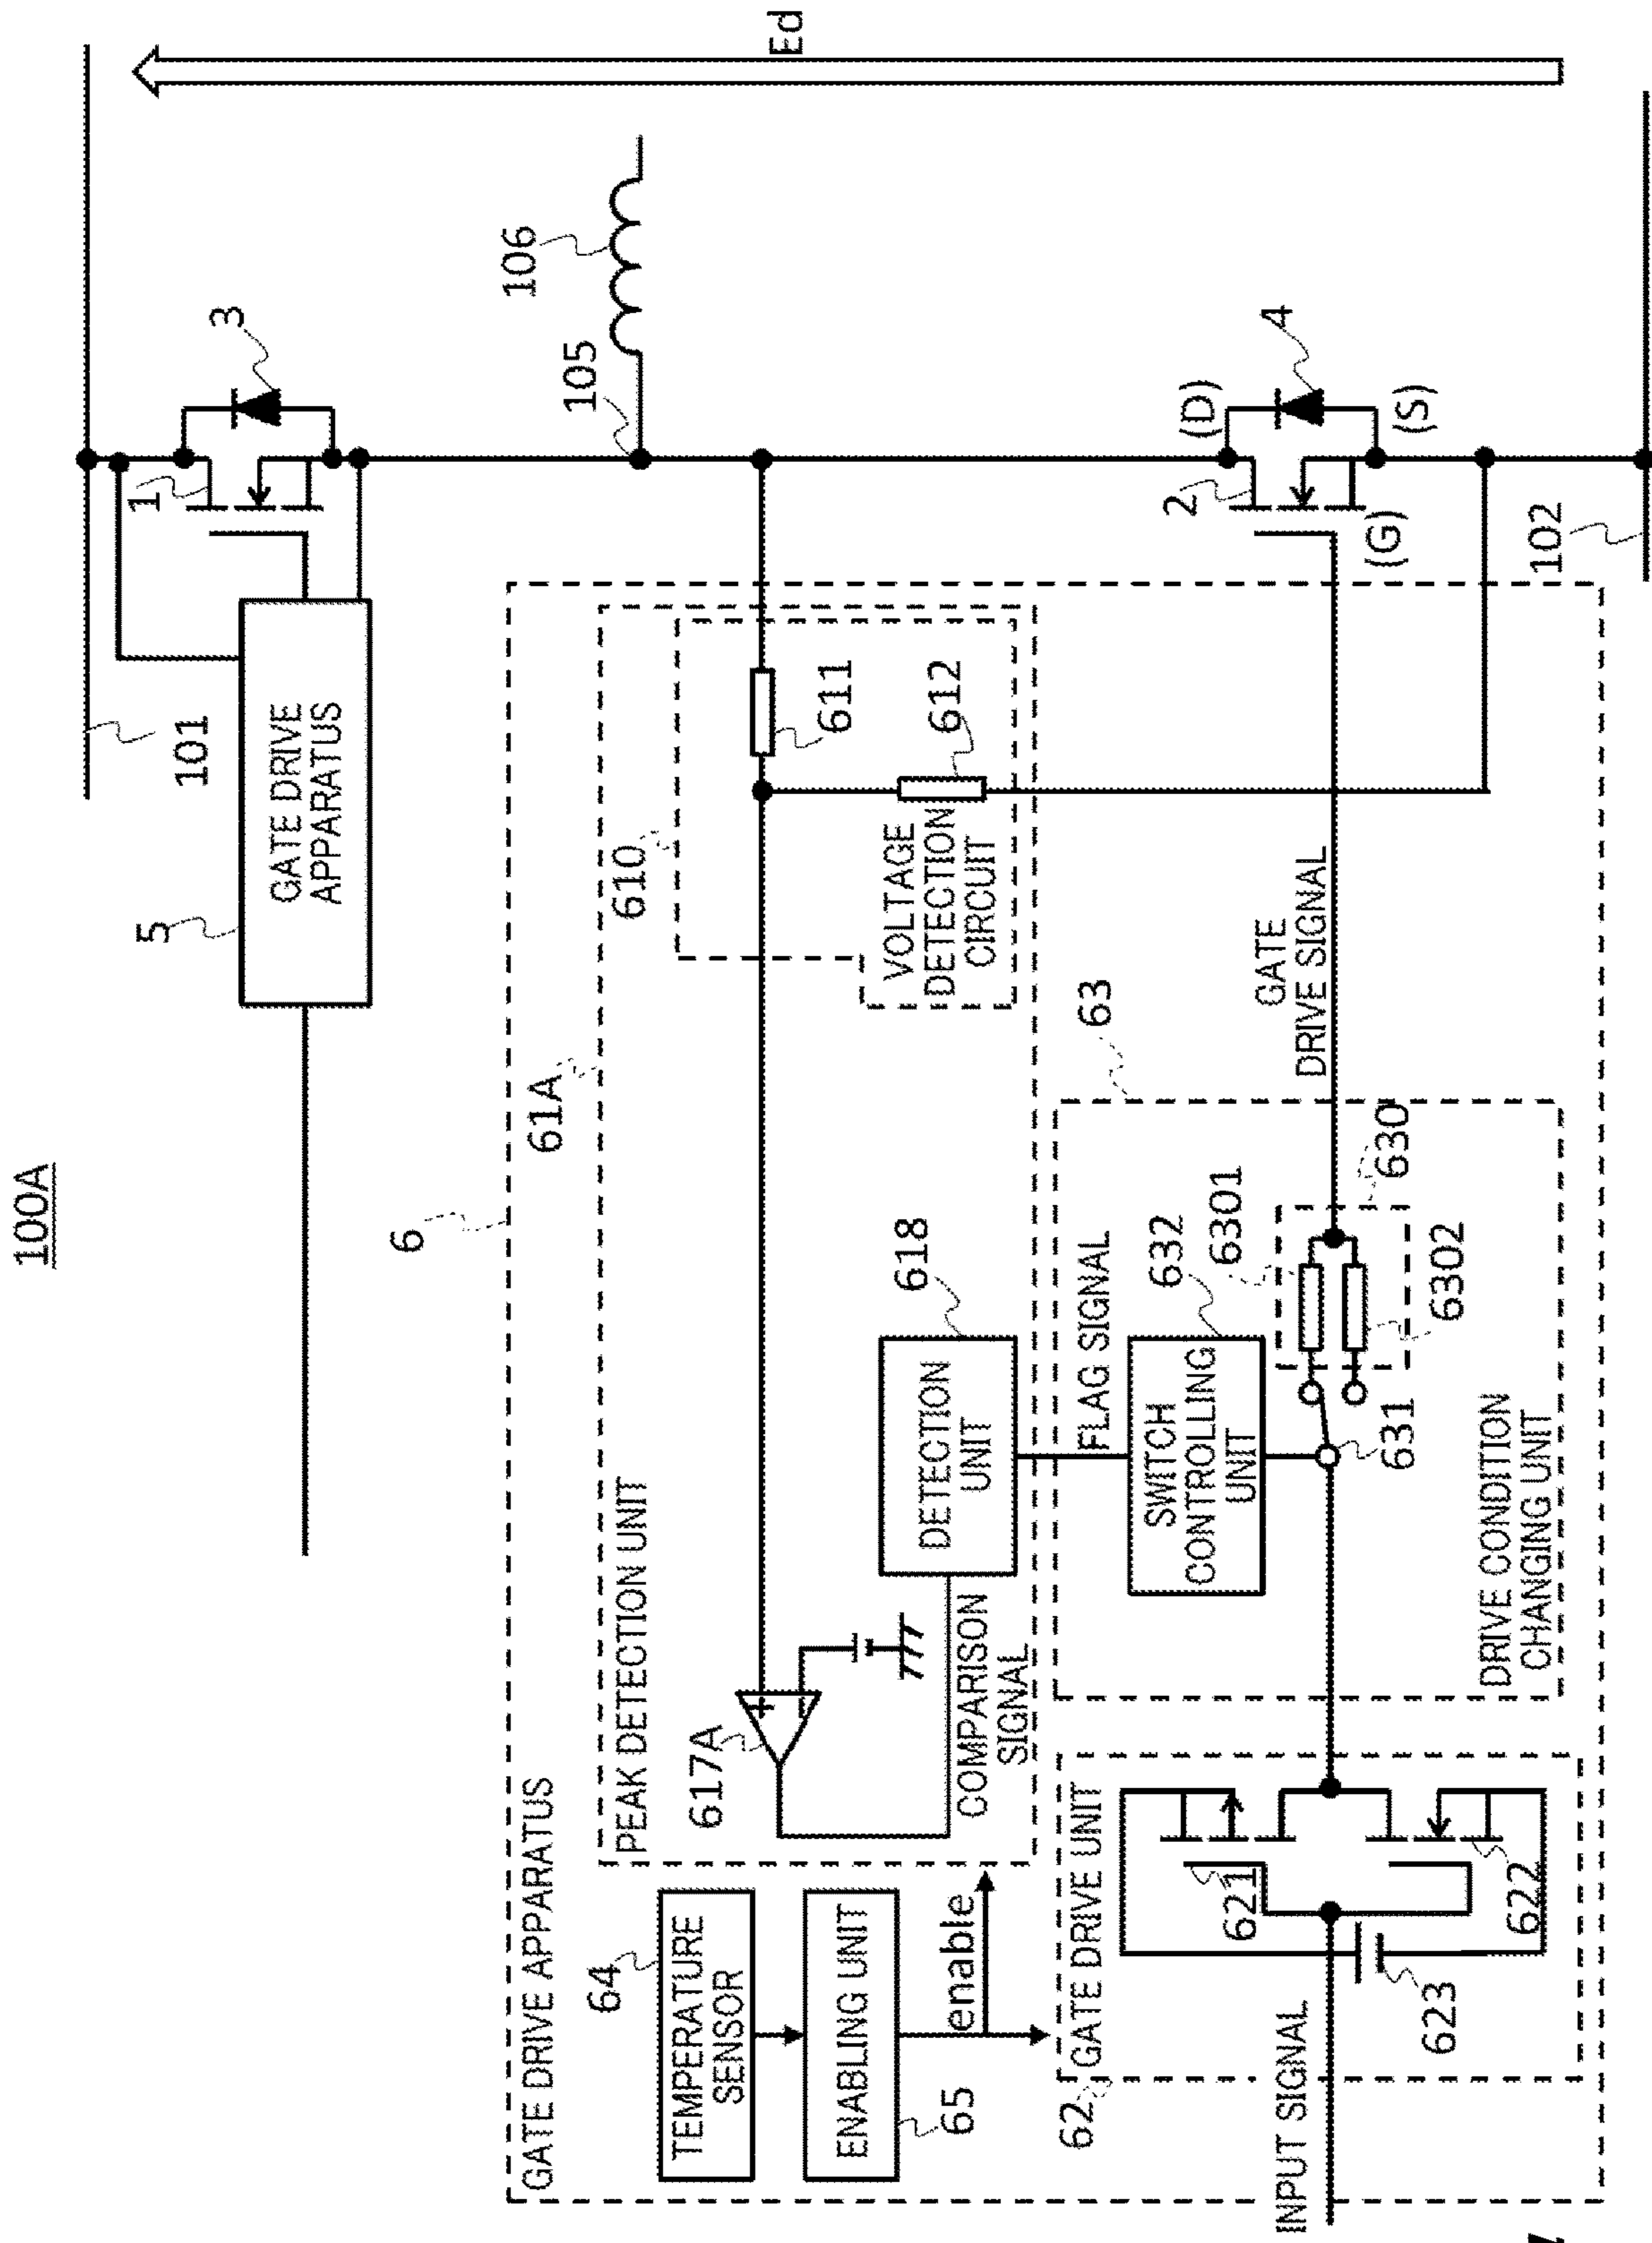 100A
Ed
101
5
GATE DRIVE
APPARATUS
1
3
105
106
6
GATE DRIVE APPARATUS
61A
PEAK DETECTION UNIT
610
611
612
VOLTAGE
DETECTION
CIRCUIT
617A
COMPARISON
SIGNAL
618
DETECTION
UNIT
64
TEMPERATURE
SENSOR
ENABLING UNIT
65
enable
FLAG SIGNAL
63
632
SWITCH
CONTROLLING
UNIT
6301
630
6302
631
DRIVE CONDITION
CHANGING UNIT
GATE
DRIVE SIGNAL
(D)
2
4
(G)
(S)
102
62
GATE DRIVE UNIT
621
622
623
INPUT SIGNAL